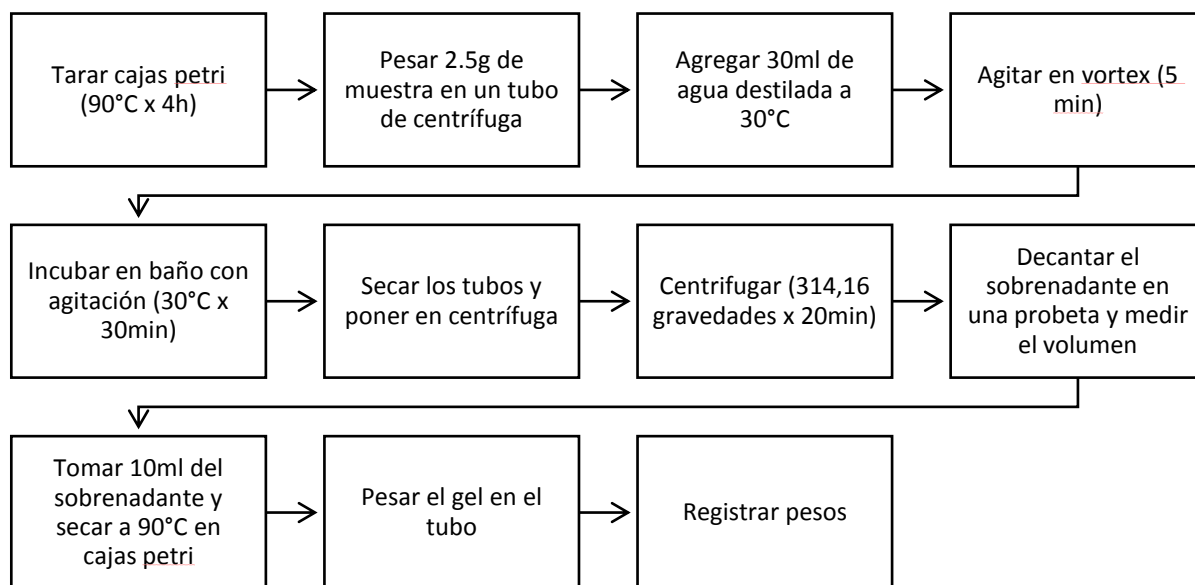 Tarar cajas petri
(90°C x 4h)
Pesar 2.5g de
muestra en un tubo
de centrífuga
Agregar 30ml de
agua destilada a
30°C
Agitar en vortex (5
min)
Incubar en baño con
agitación (30°C x
30min)
Secar los tubos y
poner en centrífuga
Centrifugar (314,16
gravedades x 20min)
Decantar el
sobrenadante en
una probeta y medir
el volumen
Tomar 10ml del
sobrenadante y
secar a 90°C en
cajas petri
Pesar el gel en el
tubo
Registrar pesos